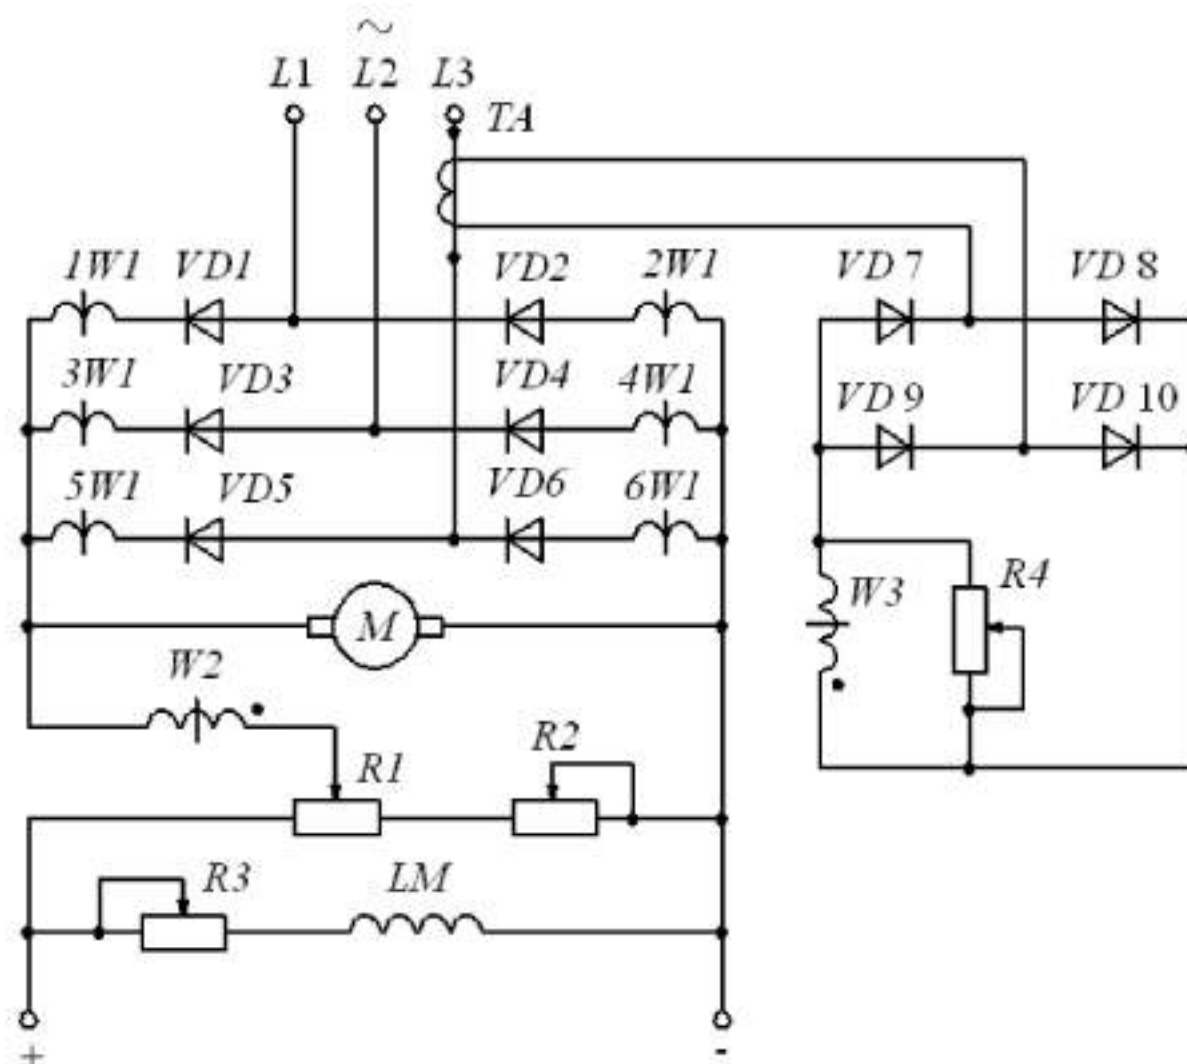 ~
L1 L2 L3
TA
1W1 VD1 VD2 2W1 VD 7 VD 8
3W1 VD3 VD4 4W1 VD 9 VD 10
5W1 VD5 VD6 6W1
M W3 R4
W2
R1 R2
R3 LM
+ -